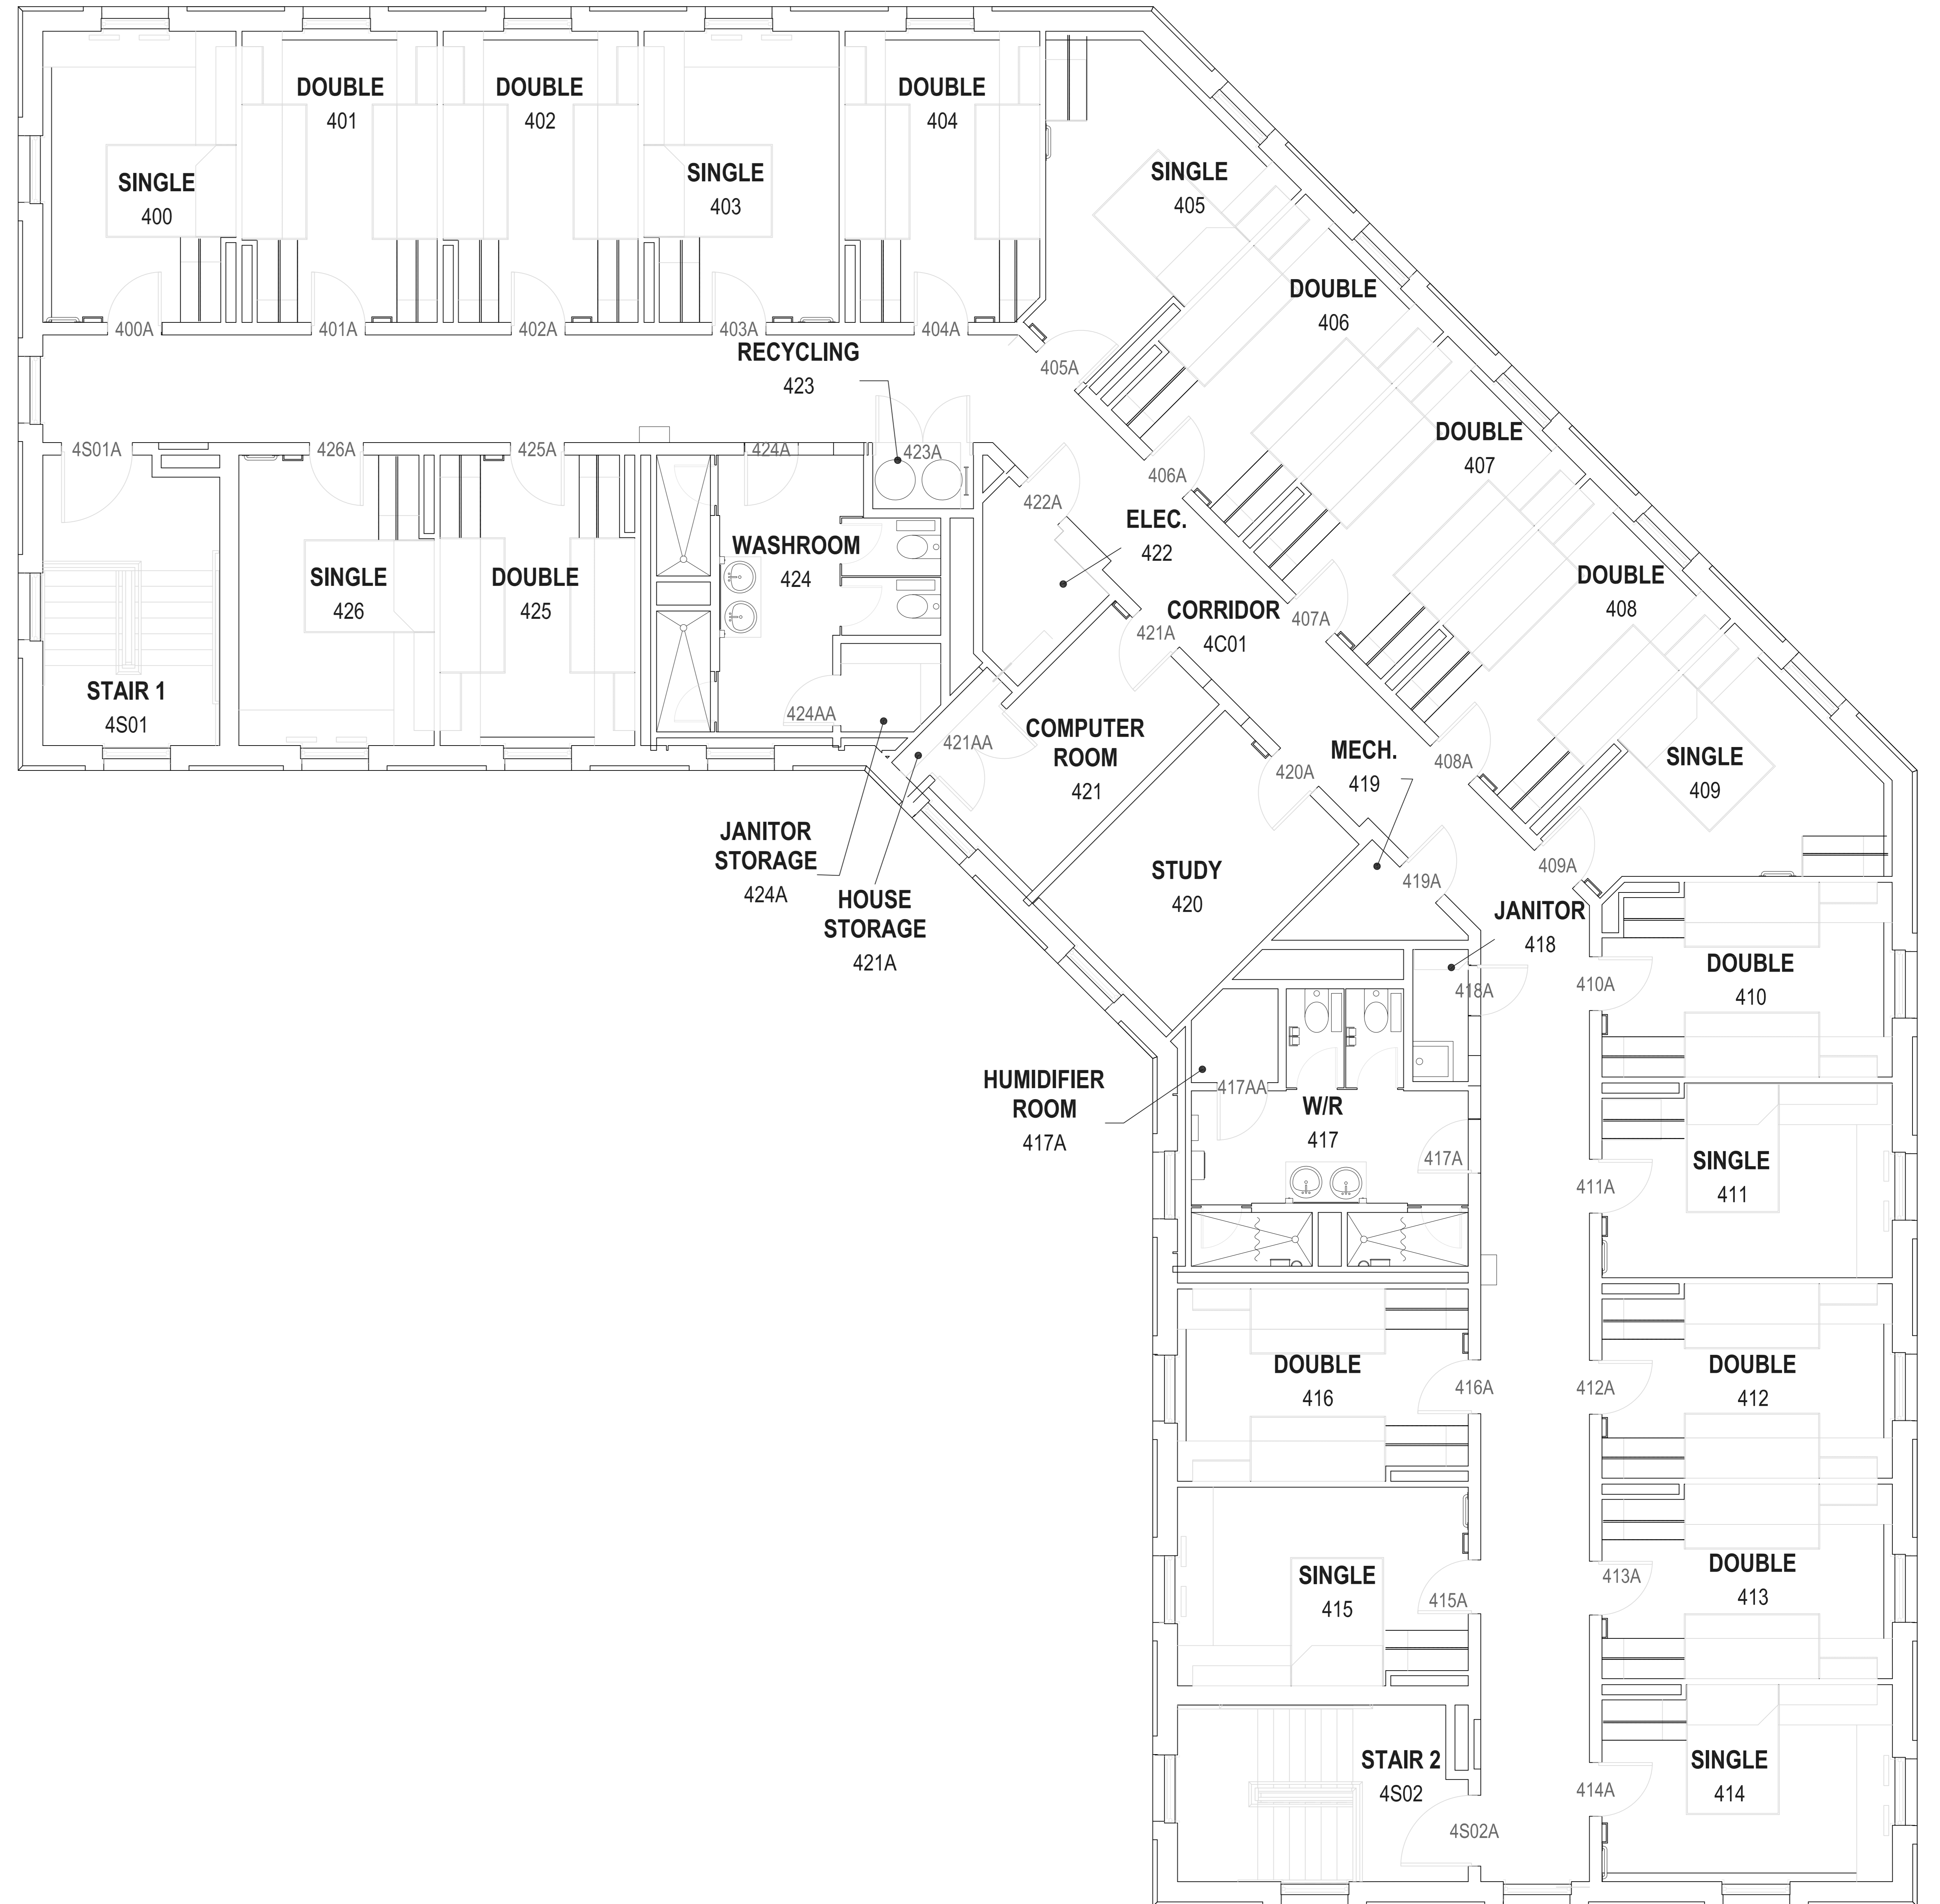 DOUBLE
401
DOUBLE
402
DOUBLE
404
SINGLE
400
SINGLE
403
SINGLE
405
400A
401A
402A
403A
404A
RECYCLING
423
405A
DOUBLE
406
DOUBLE
407
4S01A
426A
425A
424A
423A
406A
422A
ELEC.
422
WASHROOM
424
SINGLE
426
DOUBLE
425
DOUBLE
408
CORRIDOR
4C01
407A
421A
STAIR 1
4S01
424AA
421AA
COMPUTER
ROOM
421
MECH.
419
408A
420A
SINGLE
409
JANITOR
STORAGE
424A
HOUSE
STORAGE
421A
STUDY
420
419A
409A
JANITOR
418
418A
410A
DOUBLE
410
HUMIDIFIER
ROOM
417A
417AA
W/R
417
417A
411A
SINGLE
411
DOUBLE
416
416A
412A
DOUBLE
412
SINGLE
415
415A
413A
DOUBLE
413
STAIR 2
4S02
4S02A
414A
SINGLE
414